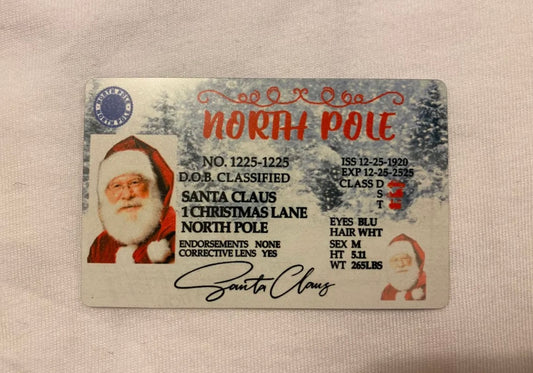 NORTH POLE
NORTH POLE
NORTH POLE
NO. 1225-1225
D.O.B. CLASSIFIED
SANTA CLAUS
1 CHRISTMAS LANE
NORTH POLE
ENDORSEMENTS NONE
CORRECTIVE LENS YES
Santa Claus
ISS 12-25-1920
EXP 12-25-2525
CLASS D
S
T
EYES BLU
HAIR WHT
SEX M
HT 5.11
WT 265LBS